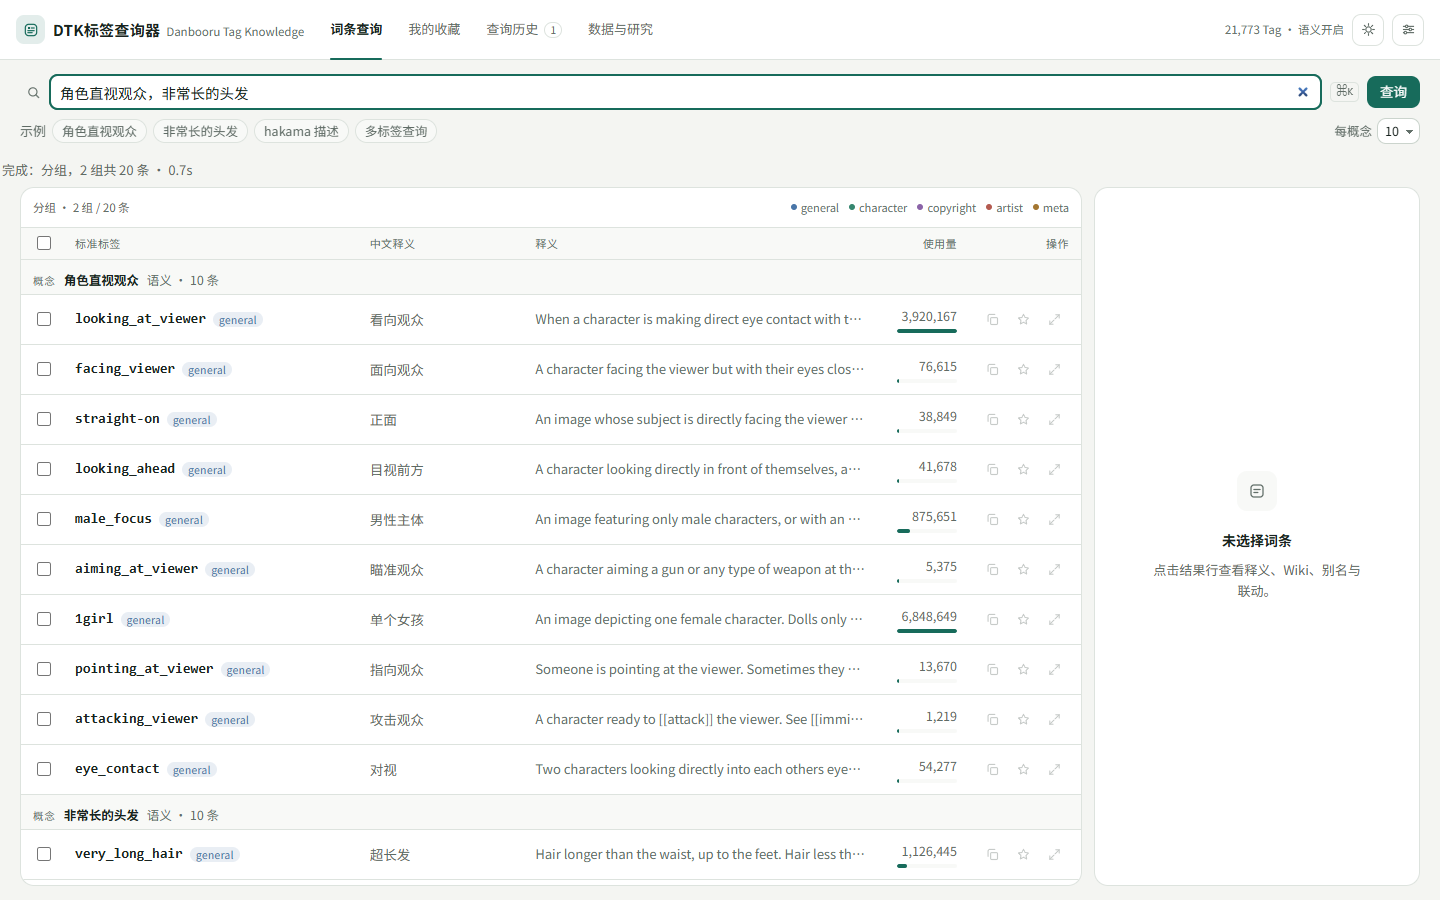 DTK标签查询器 Danbooru Tag Knowledge 词条查询 我的收藏 查询历史 1 数据与研究 21,773 Tag • 语义开启
角色直视观众，非常长的头发 × ⌘K 查询
示例 角色直视观众 非常长的头发 hakama 描述 多标签查询 每概念 10
完成：分组，2 组共 20 条 • 0.7s
分组 • 2 组 / 20 条 general character copyright artist meta
标准标签 中文释义 释义 使用量 操作
概念 角色直视观众 语义 • 10 条
looking_at_viewer general 看向观众 When a character is making direct eye contact with t… 3,920,167
facing_viewer general 面向观众 A character facing the viewer but with their eyes clos… 76,615
straight-on general 正面 An image whose subject is directly facing the viewer … 38,849
looking_ahead general 目视前方 A character looking directly in front of themselves, a… 41,678
male_focus general 男性主体 An image featuring only male characters, or with an … 875,651
aiming_at_viewer general 瞄准观众 A character aiming a gun or any type of weapon at th… 5,375
1girl general 单个女孩 An image depicting one female character. Dolls only … 6,848,649
pointing_at_viewer general 指向观众 Someone is pointing at the viewer. Sometimes they … 13,670
attacking_viewer general 攻击观众 A character ready to [[attack]] the viewer. See [[immi… 1,219
eye_contact general 对视 Two characters looking directly into each others eye… 54,277
概念 非常长的头发 语义 • 10 条
very_long_hair general 超长发 Hair longer than the waist, up to the feet. Hair less th… 1,126,445
未选择词条
点击结果行查看释义、Wiki、别名与
联动。